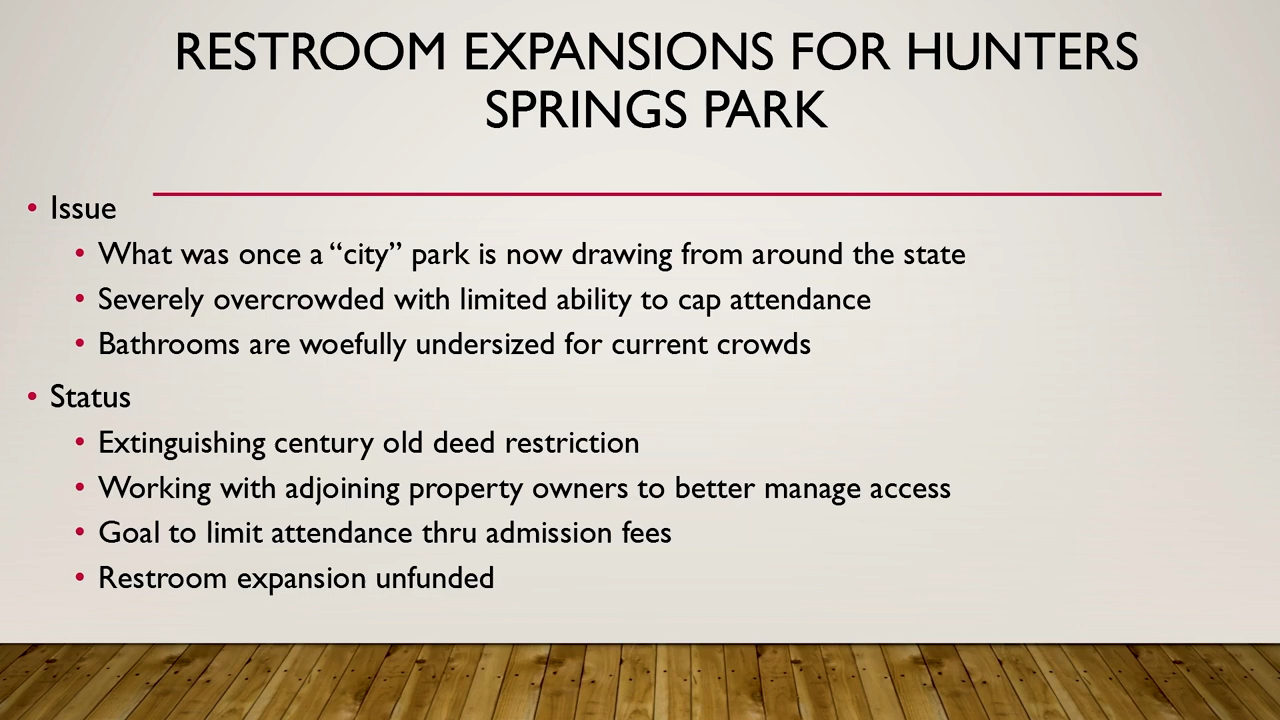 RESTROOM EXPANSIONS FOR HUNTERS
SPRINGS PARK
• Issue
• What was once a “city” park is now drawing from around the state
• Severely overcrowded with limited ability to cap attendance
• Bathrooms are woefully undersized for current crowds
• Status
• Extinguishing century old deed restriction
• Working with adjoining property owners to better manage access
• Goal to limit attendance thru admission fees
• Restroom expansion unfunded